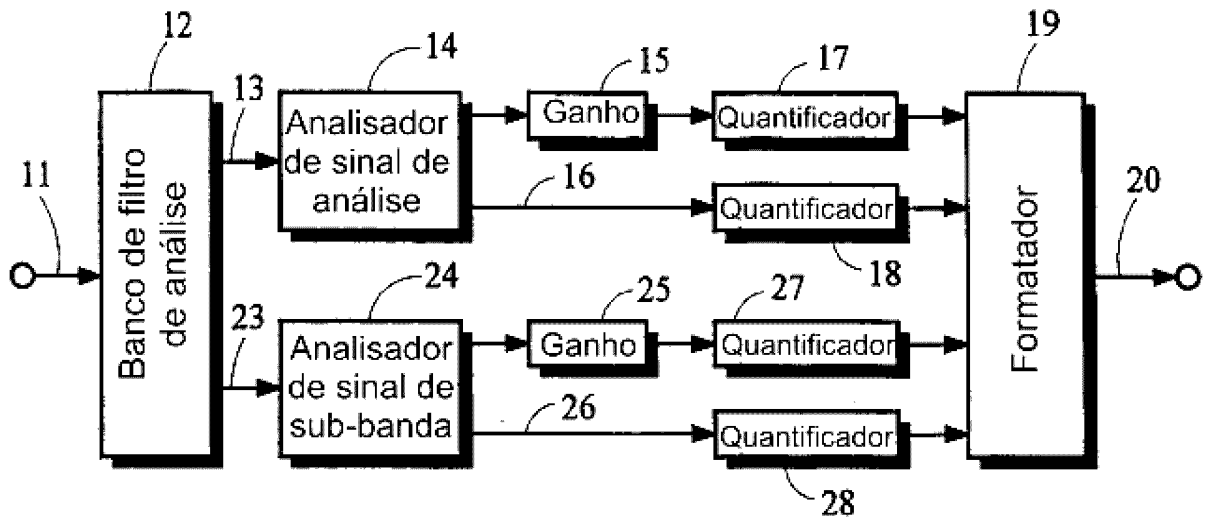 12
14
15
17
19
13
Analisador
de sinal de
análise
Ganho
Quantificador
11
Banco de filtro
de análise
16
Quantificador
18
Formatador
20
24
25
27
23
Analisador
de sinal de
sub-banda
Ganho
Quantificador
26
Quantificador
28